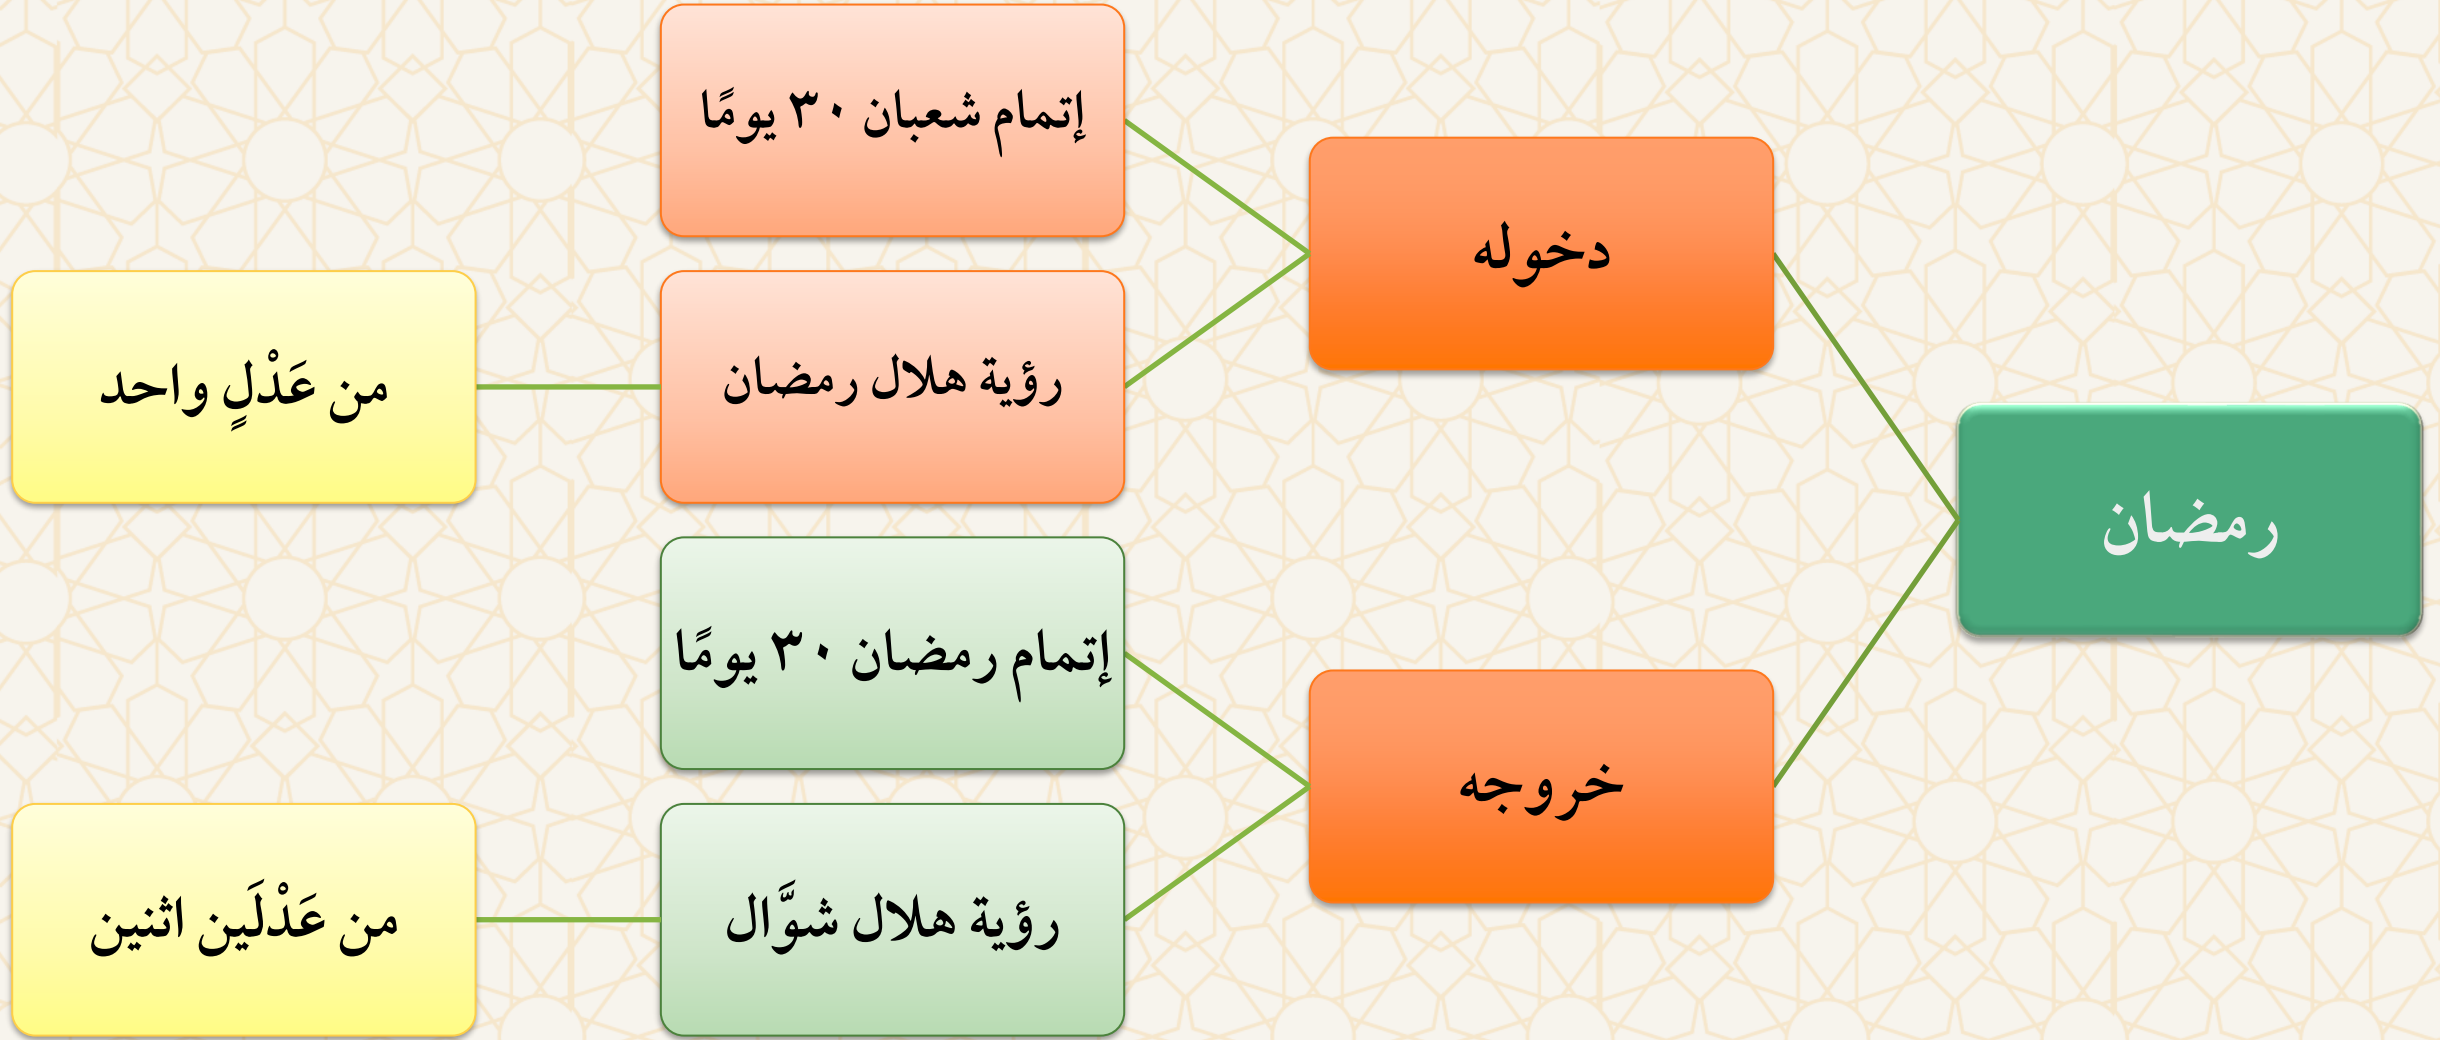 رمضان
دخوله
إتمام شعبان ٣٠ يومًا
رؤية هلال رمضان
من عَدْلٍ واحد
خروجه
إتمام رمضان ٣٠ يومًا
رؤية هلال شوَّال
من عَدْلَين اثنين